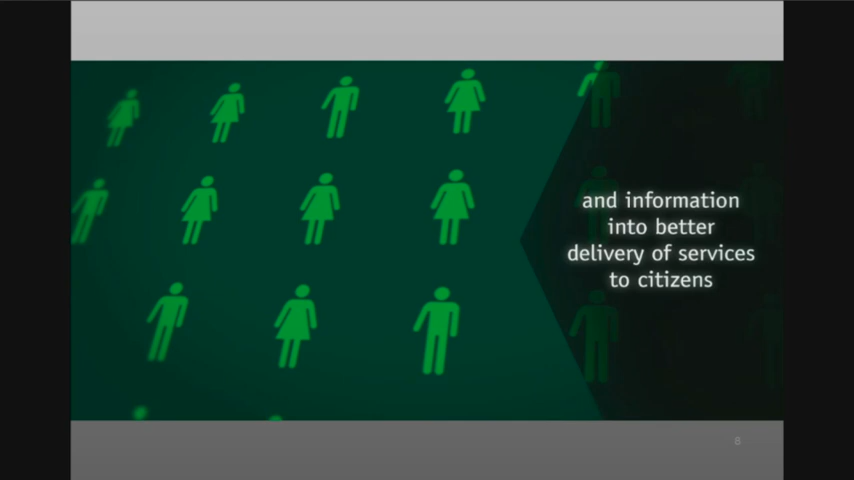 and information
into better
delivery of services
to citizens
8